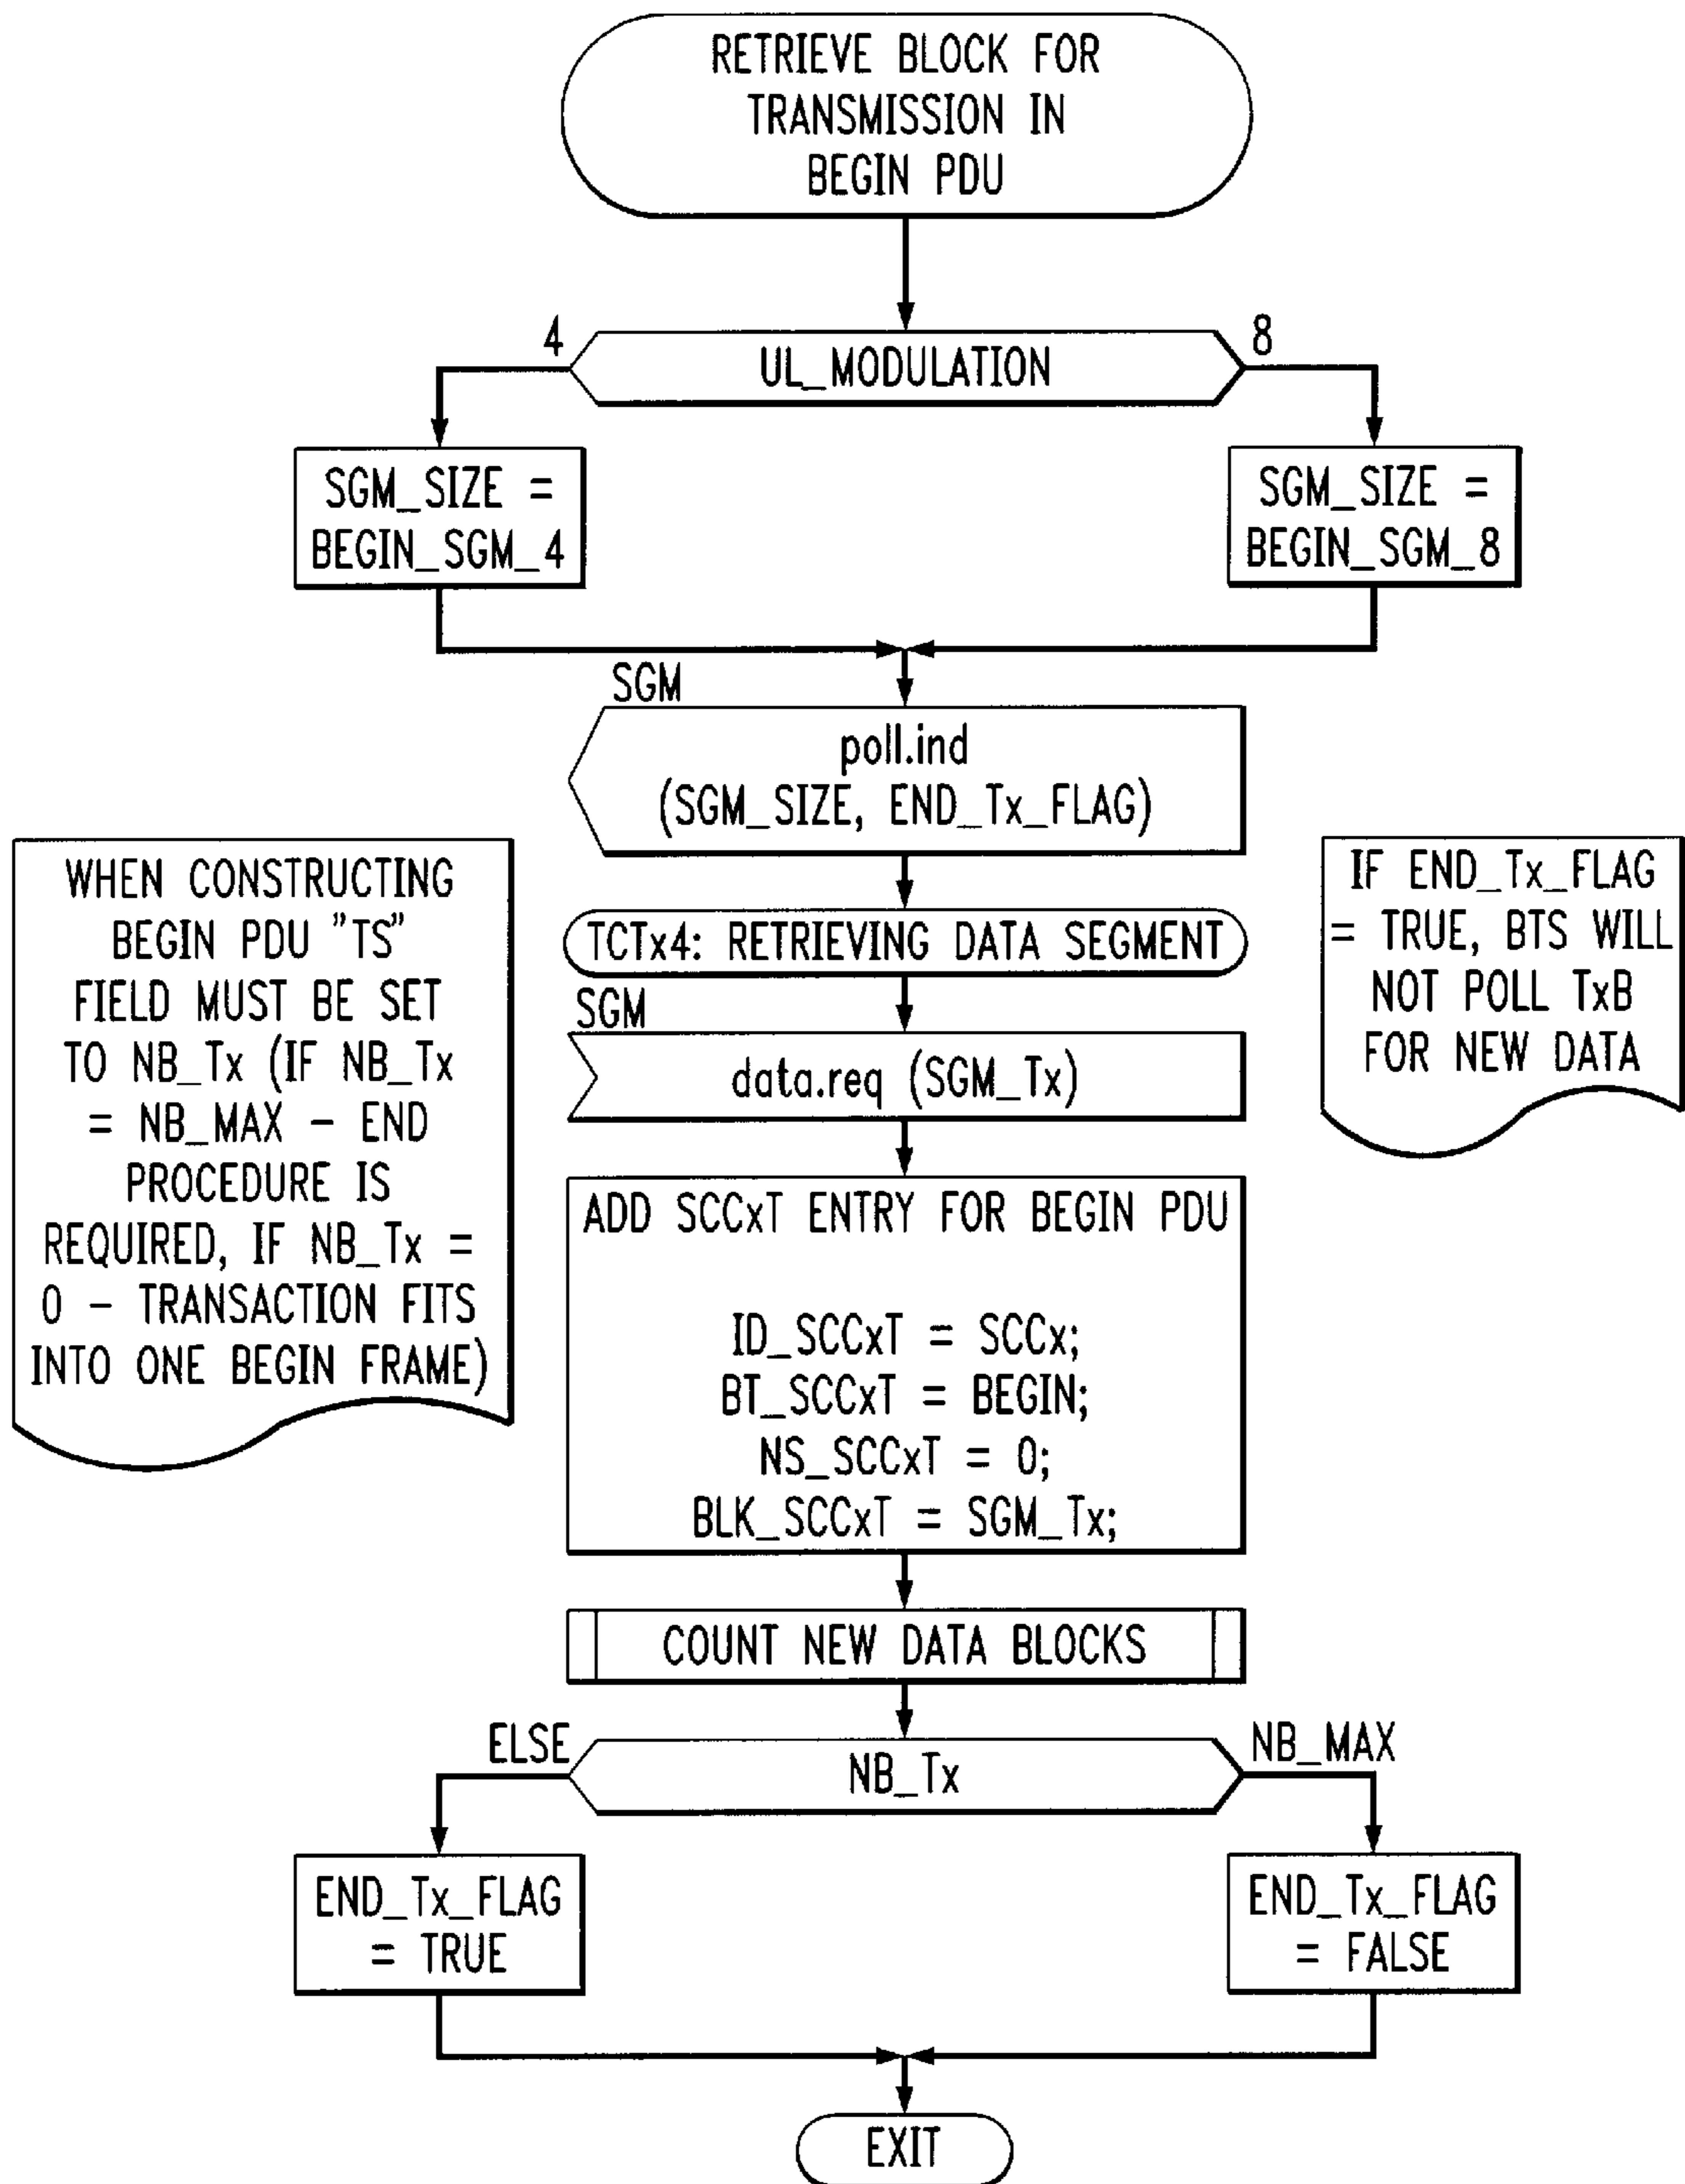 RETRIEVE BLOCK FOR
TRANSMISSION IN
BEGIN PDU
4
UL_MODULATION
8
SGM_SIZE =
BEGIN_SGM_4
SGM_SIZE =
BEGIN_SGM_8
SGM
poll.ind
(SGM_SIZE, END_Tx_FLAG)
WHEN CONSTRUCTING
BEGIN PDU "TS"
FIELD MUST BE SET
TO NB_Tx (IF NB_Tx
= NB_MAX – END
PROCEDURE IS
REQUIRED, IF NB_Tx =
0 – TRANSACTION FITS
INTO ONE BEGIN FRAME)
IF END_Tx_FLAG
= TRUE, BTS WILL
NOT POLL TxB
FOR NEW DATA
TCTx4: RETRIEVING DATA SEGMENT
SGM
data.req (SGM_Tx)
ADD SCCxT ENTRY FOR BEGIN PDU
ID_SCCxT = SCCx;
BT_SCCxT = BEGIN;
NS_SCCxT = 0;
BLK_SCCxT = SGM_Tx;
COUNT NEW DATA BLOCKS
ELSE
NB_Tx
NB_MAX
END_Tx_FLAG
= TRUE
END_Tx_FLAG
= FALSE
EXIT